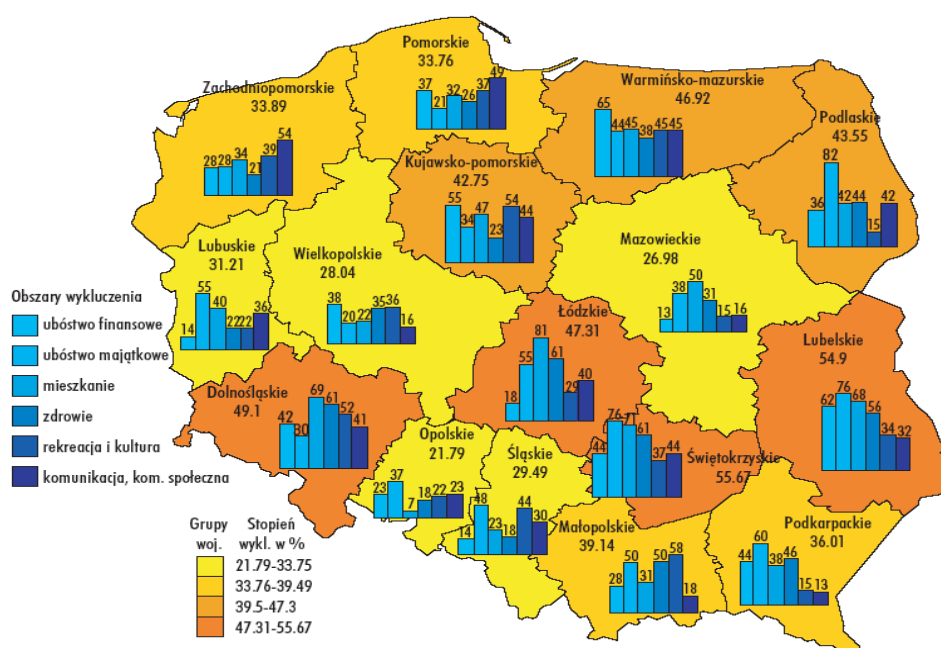 Pomorskie
33.76
37 21 32 26 37 49
Zachodniopomorskie
33.89
28 28 34 21 39 54
Warmińsko-mazurskie
46.92
65 44 45 38 45 45
Podlaskie
43.55
36 82 42 44 15 42
Kujawsko-pomorskie
42.75
55 34 47 23 54 44
Lubuskie
31.21
14 55 40 22 22 36
Wielkopolskie
28.04
38 20 22 35 36 16
Mazowieckie
26.98
13 38 50 31 15 16
Łódzkie
47.31
18 55 81 61 29 40
Lubelskie
54.9
62 76 68 56 34 32
Dolnośląskie
49.1
42 30 69 61 52 41
Opolskie
21.79
23 37 7 18 22 23
Śląskie
29.49
14 48 23 18 44 30
Świętokrzyskie
55.67
44 76 71 61 37 44
Małopolskie
39.14
28 50 31 50 58 18
Podkarpackie
36.01
44 60 38 46 15 13
Obszary wykluczenia
ubóstwo finansowe
ubóstwo majątkowe
mieszkanie
zdrowie
rekreacja i kultura
komunikacja, kom. społeczna
Grupy Stopień
woj. wykl. w %
21.79-33.75
33.76-39.49
39.5-47.3
47.31-55.67